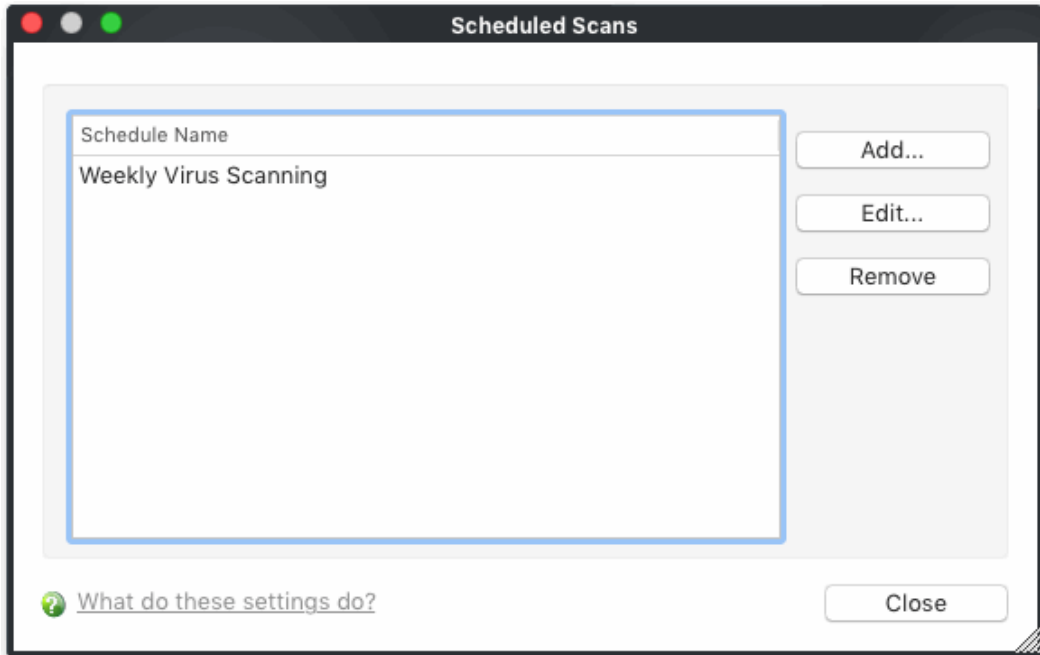 Scheduled Scans
Schedule Name
Weekly Virus Scanning
Add...
Edit...
Remove
What do these settings do?
Close